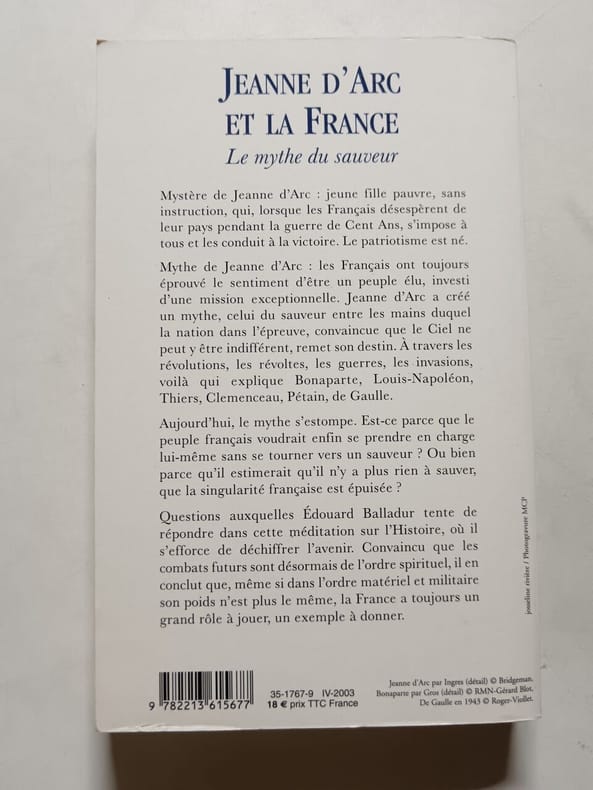 JEANNE D'ARC
ET LA FRANCE
Le mythe du sauveur
Mystère de Jeanne d'Arc : jeune fille pauvre, sans
instruction, qui, lorsque les Français désespèrent de
leur pays pendant la guerre de Cent Ans, s'impose à
tous et les conduit à la victoire. Le patriotisme est né.
Mythe de Jeanne d'Arc : les Français ont toujours
éprouvé le sentiment d'être un peuple élu, investi
d'une mission exceptionnelle. Jeanne d'Arc a créé
un mythe, celui du sauveur entre les mains duquel
la nation dans l'épreuve, convaincue que le Ciel ne
peut y être indifférent, remet son destin. À travers les
révolutions, les révoltes, les guerres, les invasions,
voilà qui explique Bonaparte, Louis-Napoléon,
Thiers, Clemenceau, Pétain, de Gaulle.
Aujourd'hui, le mythe s'estompe. Est-ce parce que le
peuple français voudrait enfin se prendre en charge
lui-même sans se tourner vers un sauveur ? Ou bien
parce qu'il estimerait qu'il n'y a plus rien à sauver,
que la singularité française est épuisée ?
Questions auxquelles Édouard Balladur tente de
répondre dans cette méditation sur l'Histoire, où il
s'efforce de déchiffrer l'avenir. Convaincu que les
combats futurs sont désormais de l'ordre spirituel, il en
conclut que, même si dans l'ordre matériel et militaire
son poids n'est plus le même, la France a toujours un
grand rôle à jouer, un exemple à donner.
josseline rivière / Photogravure MCP
9 782213 615677
35-1767-9 IV-2003
18 € prix TTC France
Jeanne d'Arc par Ingres (détail) © Bridgeman.
Bonaparte par Gros (détail) © RMN-Gérard Blot.
De Gaulle en 1943 © Roger-Viollet.